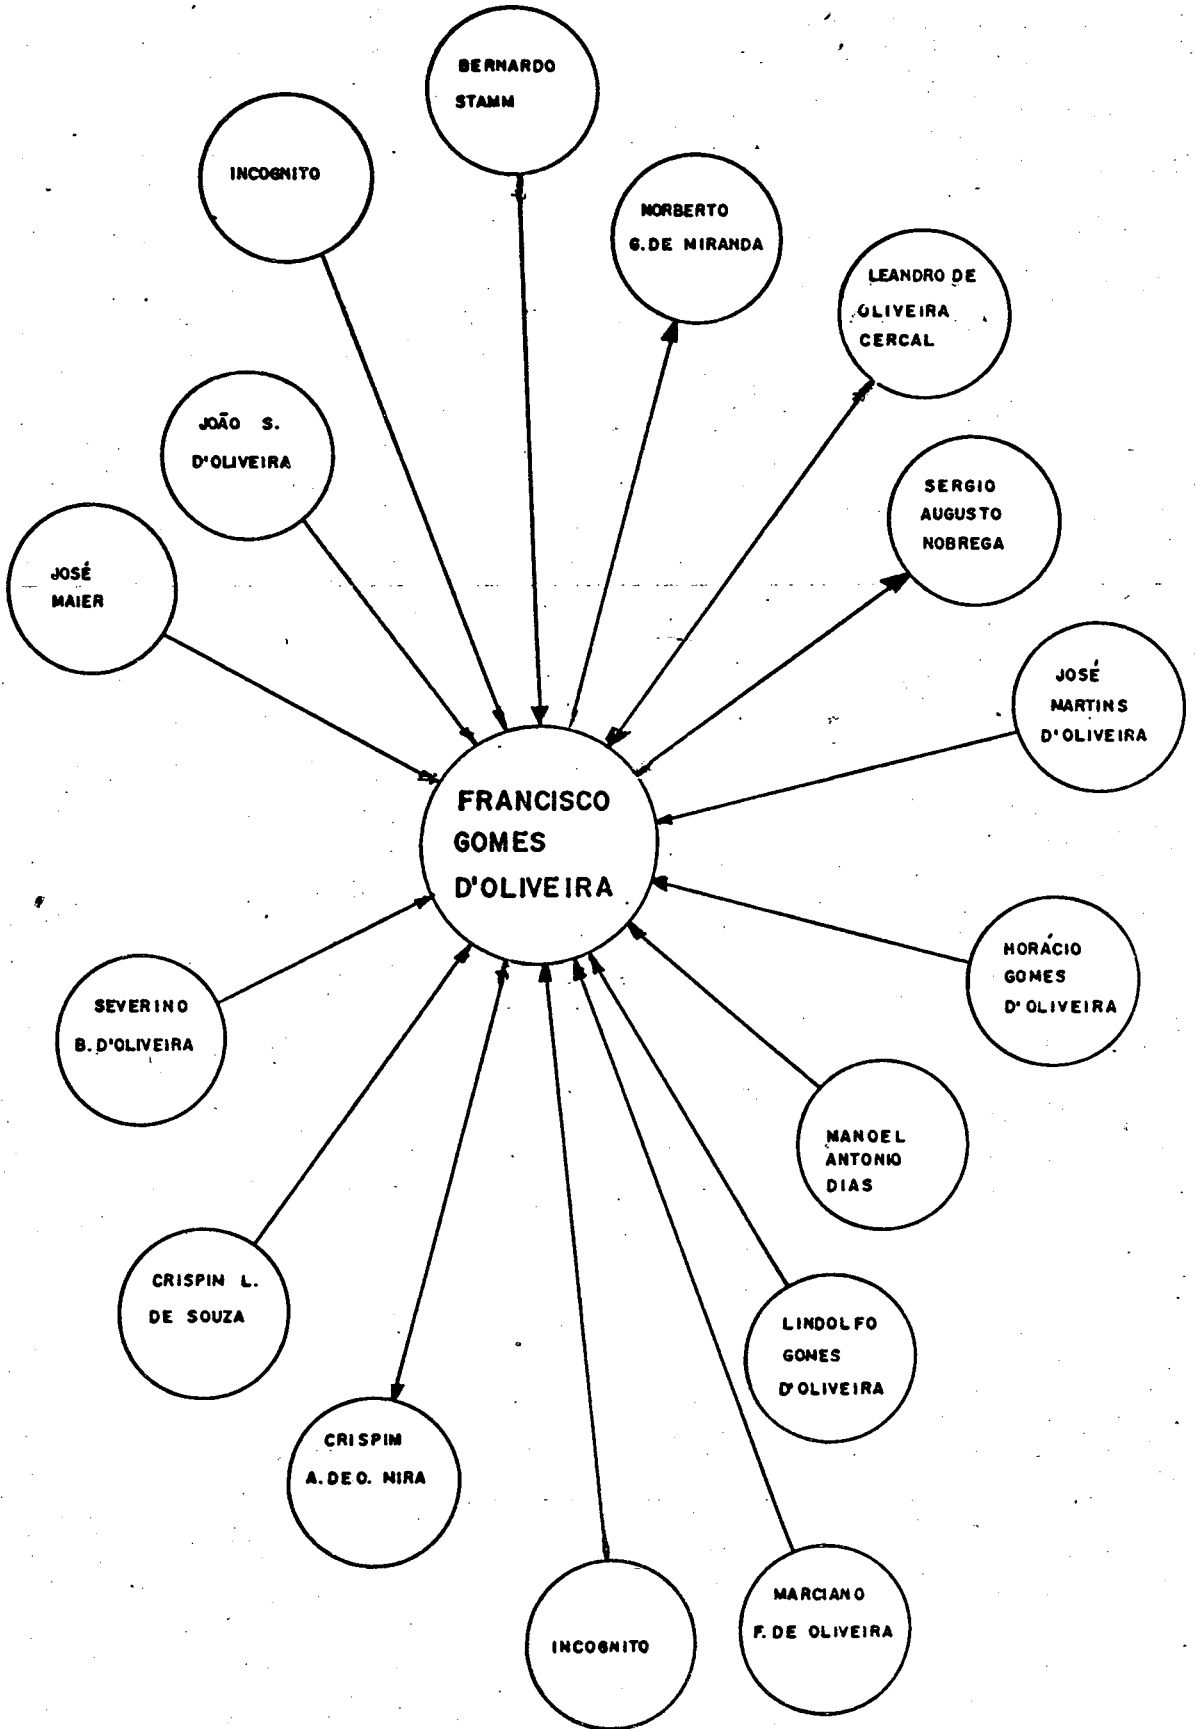 BERNARDO
STAMM
INCOGNITO
NORBERTO
G. DE MIRANDA
LEANDRO DE
OLIVEIRA
CERCAL
JOÃO S.
D'OLIVEIRA
SERGIO
AUGUSTO
NOBREGA
JOSÉ
MAIER
JOSÉ
MARTINS
D'OLIVEIRA
FRANCISCO
GOMES
D'OLIVEIRA
HORÁCIO
GOMES
D'OLIVEIRA
SEVERINO
B. D'OLIVEIRA
MANOEL
ANTONIO
DIAS
CRISPIN L.
DE SOUZA
LINDOLFO
GOMES
D'OLIVEIRA
CRISPIM
A. DE O. MIRA
MARCIANO
F. DE OLIVEIRA
INCOGNITO